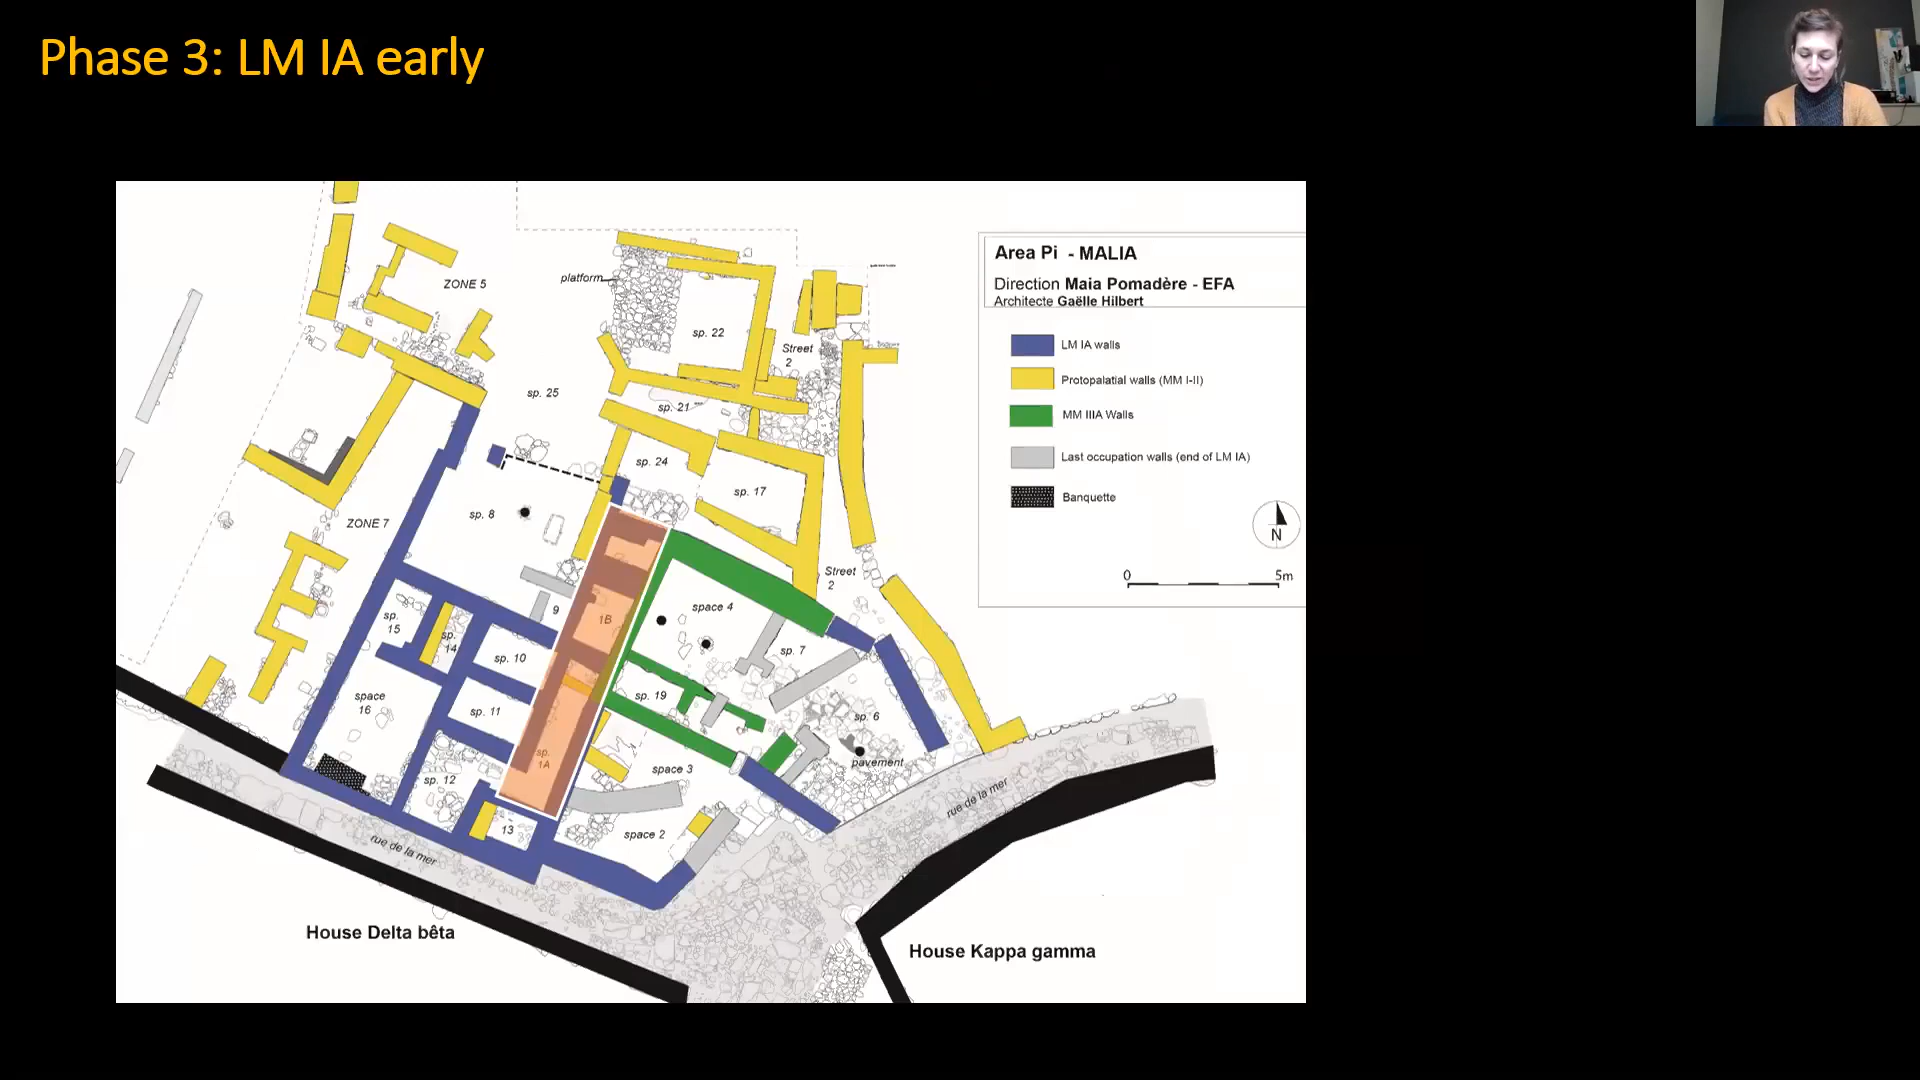 Phase 3: LM IA early
Area Pi - MALIA
Direction Maia Pomadère - EFA
Architecte Gaëlle Hilbert
LM IA walls
Protopalatial walls (MM I-II)
MM IIIA Walls
Last occupation walls (end of LM IA)
Banquette
N
0 5m
ZONE 5
platform
sp. 22
Street
2
sp. 25
sp. 21
sp. 24
sp. 17
sp. 8
ZONE 7
Street
2
9
1B
space 4
sp.
15
sp.
14
sp. 10
sp. 7
sp. 19
space
16
sp. 11
sp. 6
sp.
1A
space 3
pavement
sp. 12
13
space 2
rue de la mer
rue de la mer
House Delta bêta
House Kappa gamma